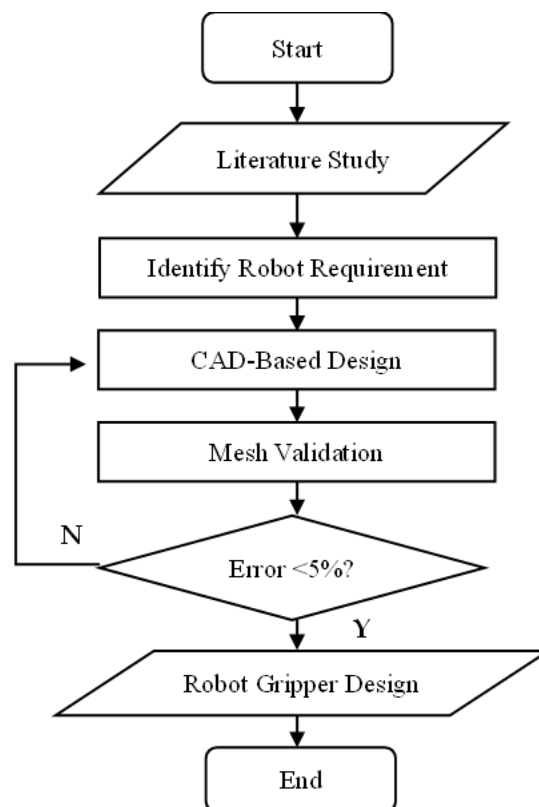 Start
Literature Study
Identify Robot Requirement
CAD-Based Design
Mesh Validation
N
Error <5%?
Y
Robot Gripper Design
End